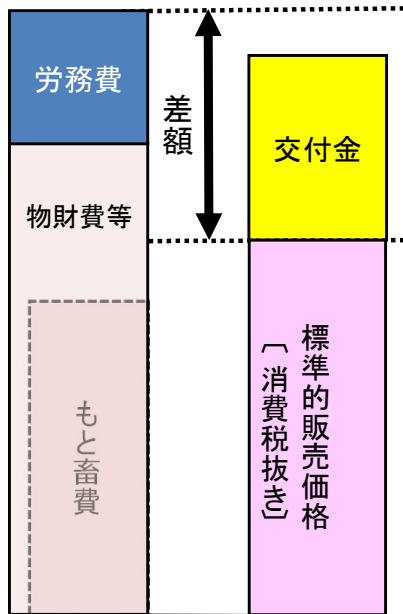 労務費
差額
交付金
物財費等
もと畜費
標準的販売価格
〔消費税抜き〕